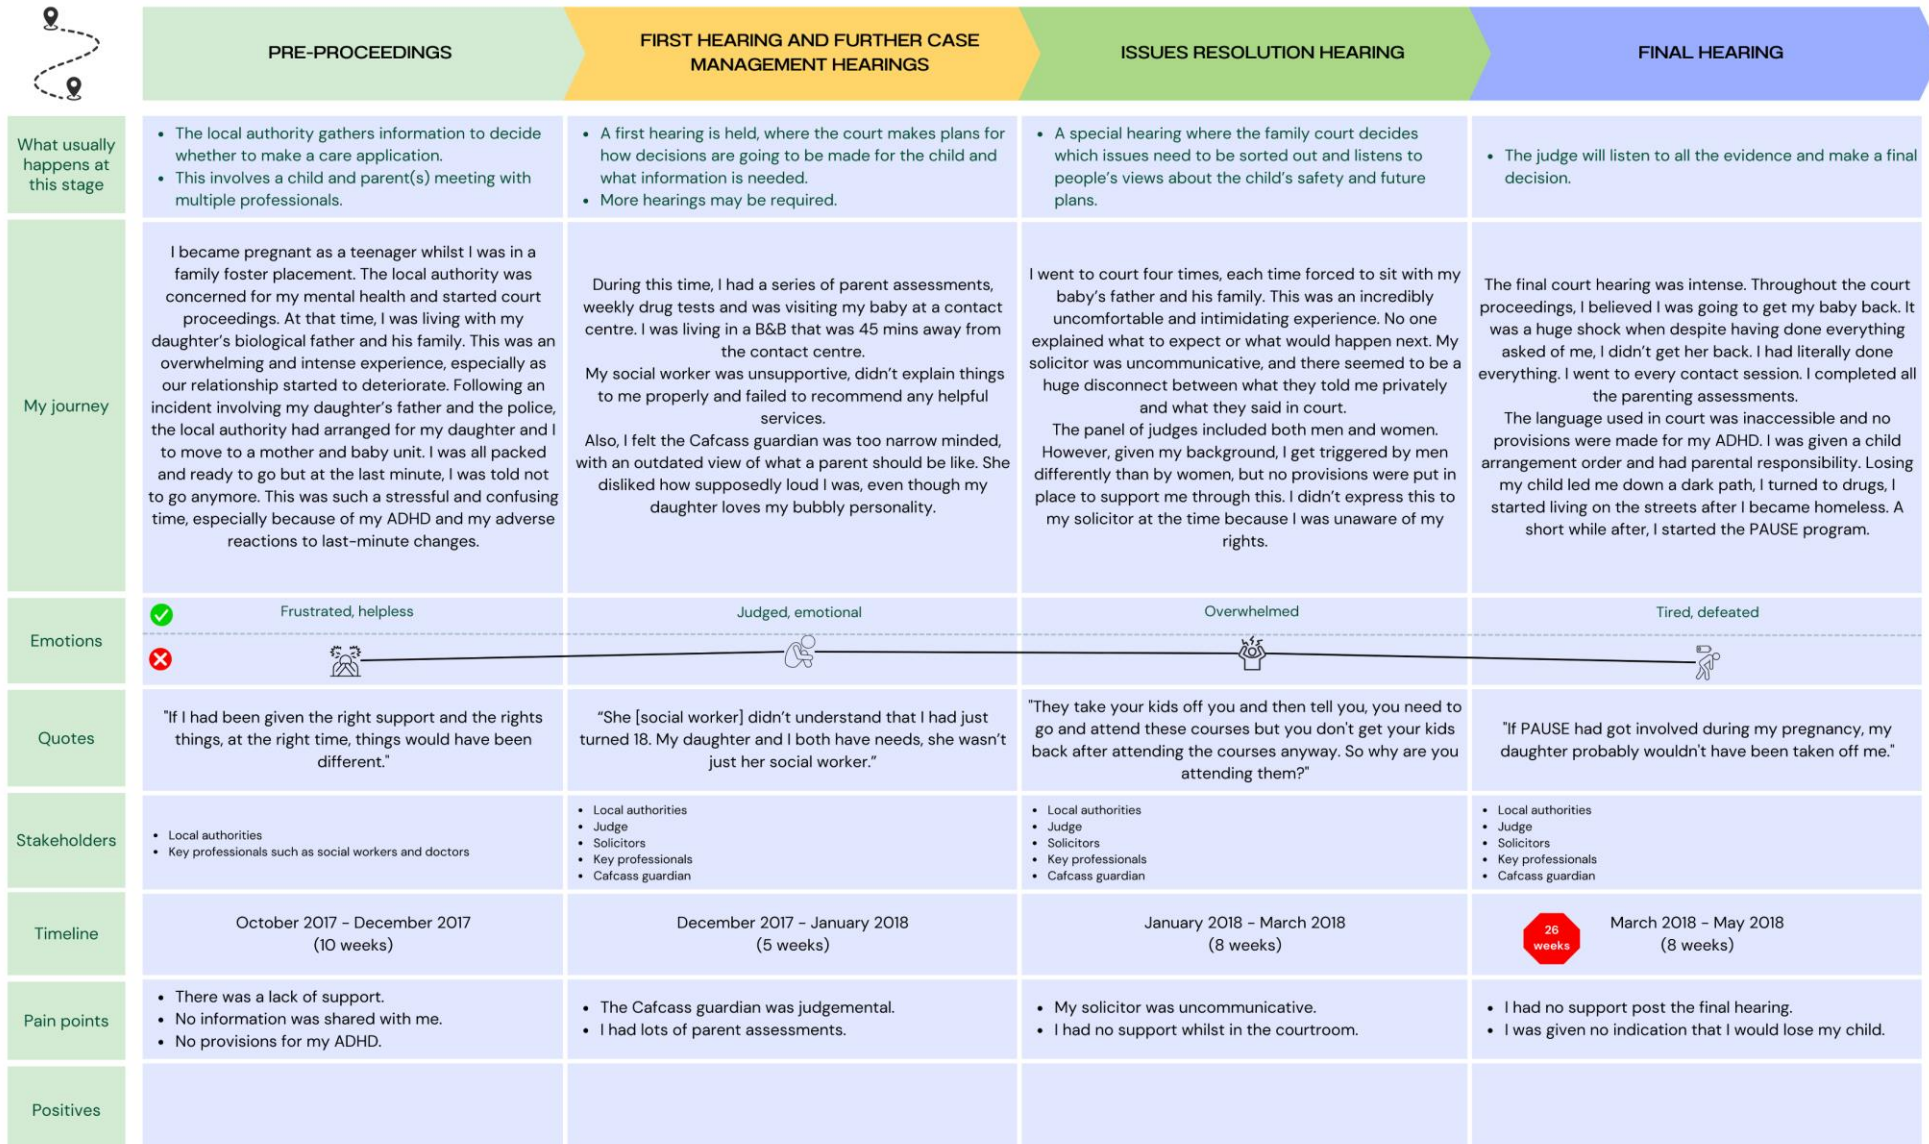 PRE-PROCEEDINGS
FIRST HEARING AND FURTHER CASE
MANAGEMENT HEARINGS
ISSUES RESOLUTION HEARING
FINAL HEARING
What usually
happens at
this stage
• The local authority gathers information to decide
whether to make a care application.
• This involves a child and parent(s) meeting with
multiple professionals.
• A first hearing is held, where the court makes plans for
how decisions are going to be made for the child and
what information is needed.
• More hearings may be required.
• A special hearing where the family court decides
which issues need to be sorted out and listens to
people's views about the child's safety and future
plans.
• The judge will listen to all the evidence and make a final
decision.
My journey
I became pregnant as a teenager whilst I was in a
family foster placement. The local authority was
concerned for my mental health and started court
proceedings. At that time, I was living with my
daughter's biological father and his family. This was an
overwhelming and intense experience, especially as
our relationship started to deteriorate. Following an
incident involving my daughter's father and the police,
the local authority had arranged for my daughter and I
to move to a mother and baby unit. I was all packed
and ready to go but at the last minute, I was told not
to go anymore. This was such a stressful and confusing
time, especially because of my ADHD and my adverse
reactions to last-minute changes.
During this time, I had a series of parent assessments,
weekly drug tests and was visiting my baby at a contact
centre. I was living in a B&B that was 45 mins away from
the contact centre.
My social worker was unsupportive, didn't explain things
to me properly and failed to recommend any helpful
services.
Also, I felt the Cafcass guardian was too narrow minded,
with an outdated view of what a parent should be like. She
disliked how supposedly loud I was, even though my
daughter loves my bubbly personality.
I went to court four times, each time forced to sit with my
baby's father and his family. This was an incredibly
uncomfortable and intimidating experience. No one
explained what to expect or what would happen next. My
solicitor was uncommunicative, and there seemed to be a
huge disconnect between what they told me privately
and what they said in court.
The panel of judges included both men and women.
However, given my background, I get triggered by men
differently than by women, but no provisions were put in
place to support me through this. I didn't express this to
my solicitor at the time because I was unaware of my
rights.
The final court hearing was intense. Throughout the court
proceedings, I believed I was going to get my baby back. It
was a huge shock when despite having done everything
asked of me, I didn't get her back. I had literally done
everything. I went to every contact session. I completed all
the parenting assessments.
The language used in court was inaccessible and no
provisions were made for my ADHD. I was given a child
arrangement order and had parental responsibility. Losing
my child led me down a dark path, I turned to drugs, I
started living on the streets after I became homeless. A
short while after, I started the PAUSE program.
Emotions
Frustrated, helpless
Judged, emotional
Overwhelmed
Tired, defeated
Quotes
"If I had been given the right support and the rights
things, at the right time, things would have been
different."
“She [social worker] didn't understand that I had just
turned 18. My daughter and I both have needs, she wasn't
just her social worker.”
"They take your kids off you and then tell you, you need to
go and attend these courses but you don't get your kids
back after attending the courses anyway. So why are you
attending them?"
"If PAUSE had got involved during my pregnancy, my
daughter probably wouldn't have been taken off me."
Stakeholders
• Local authorities
• Key professionals such as social workers and doctors
• Local authorities
• Judge
• Solicitors
• Key professionals
• Cafcass guardian
• Local authorities
• Judge
• Solicitors
• Key professionals
• Cafcass guardian
• Local authorities
• Judge
• Solicitors
• Key professionals
• Cafcass guardian
Timeline
October 2017 - December 2017
(10 weeks)
December 2017 - January 2018
(5 weeks)
January 2018 - March 2018
(8 weeks)
26
weeks
March 2018 - May 2018
(8 weeks)
Pain points
• There was a lack of support.
• No information was shared with me.
• No provisions for my ADHD.
• The Cafcass guardian was judgemental.
• I had lots of parent assessments.
• My solicitor was uncommunicative.
• I had no support whilst in the courtroom.
• I had no support post the final hearing.
• I was given no indication that I would lose my child.
Positives